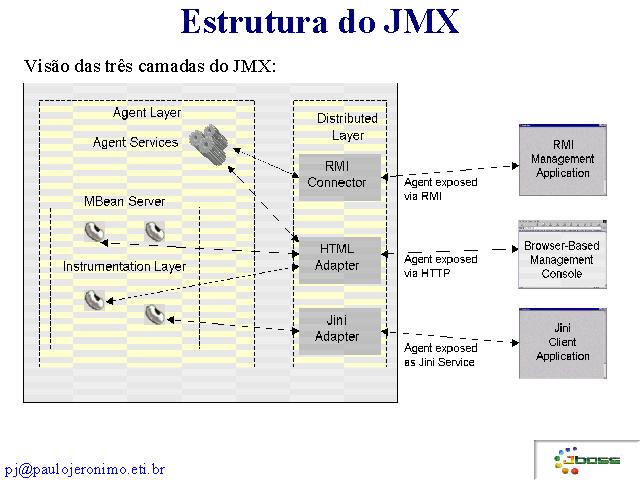 Estrutura do JMX
Visão das três camadas do JMX:
Agent Layer
Agent Services
MBean Server
Instrumentation Layer
Distributed
Layer
RMI
Connector
HTML
Adapter
Jini
Adapter
Agent exposed
via RMI
Agent exposed
via HTTP
Agent exposed
as Jini Service
RMI
Management
Application
Browser-Based
Management
Console
Jini
Client
Application
pj@paulojeronimo.eti.br
JBoss